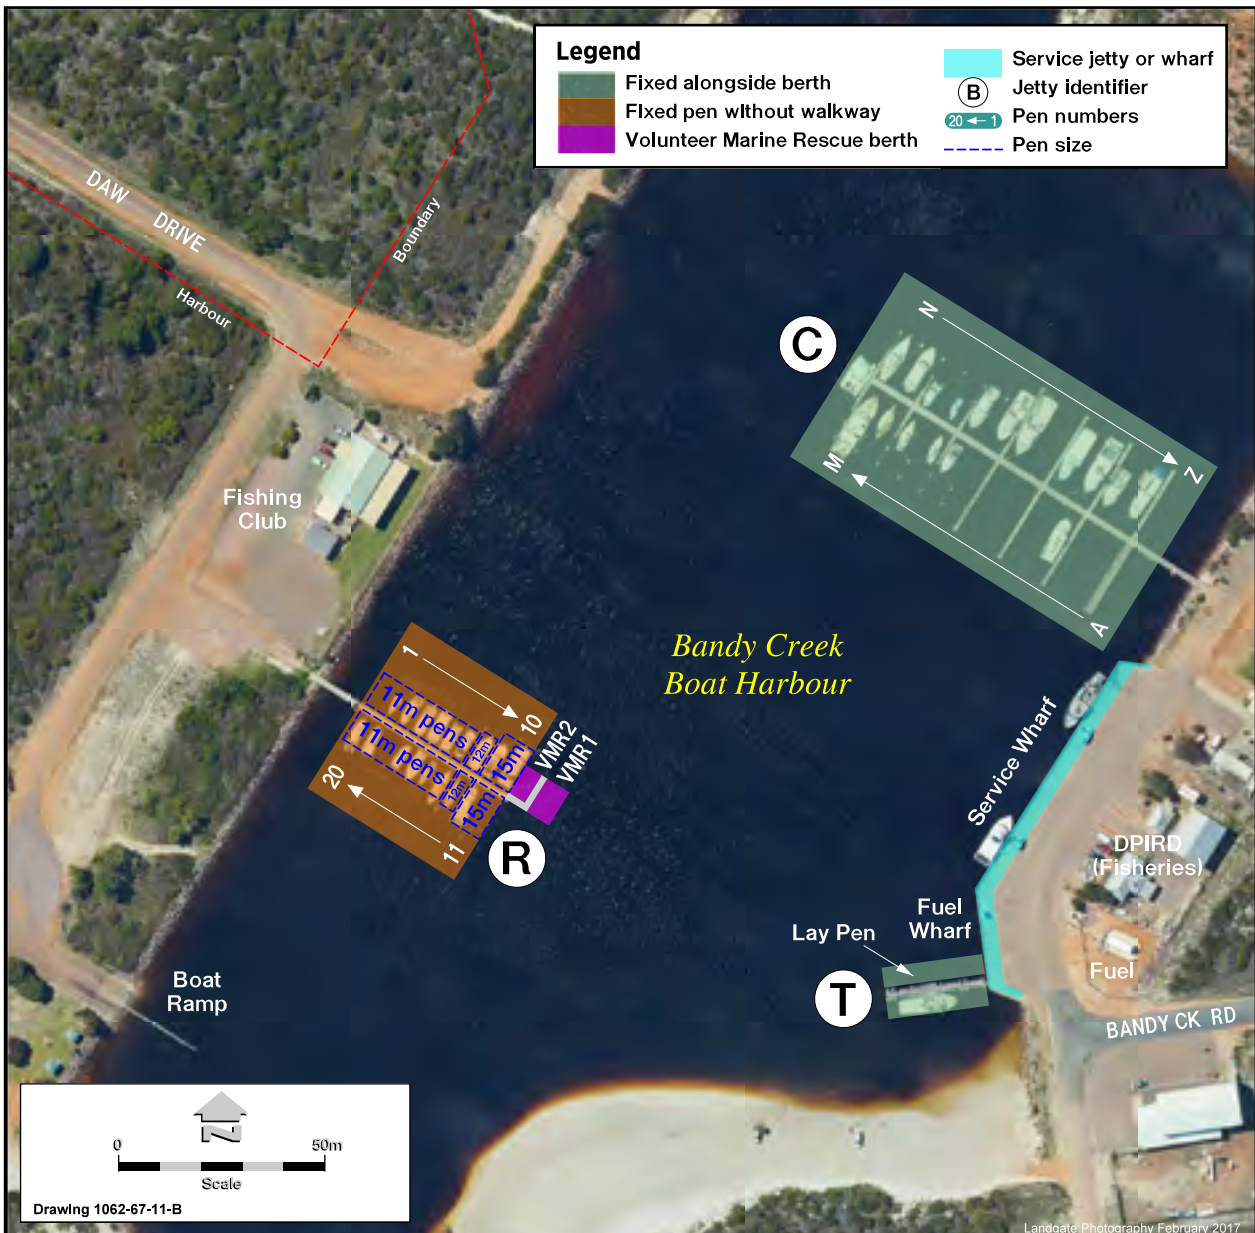 Legend
Fixed alongside berth
FIxed pen wIthout walkway
Volunteer Marine Rescue berth
Service jetty or wharf
B
Jetty identifier
20 ← 1
Pen numbers
Pen size
DAW DRIVE
Boundary
Harbour
C
N
M
Z
A
Fishing
Club
Bandy Creek
Boat Harbour
1
10
11m pens
12m
15m
11m pens
12m
15m
20
11
VMR2
VMR1
R
Service Wharf
DPIRD
(Fisheries)
Fuel
Wharf
Lay Pen
Fuel
T
BANDY CK RD
Boat
Ramp
N
0
50m
Scale
Drawing 1062-67-11-B
Landgate Photography February 2017